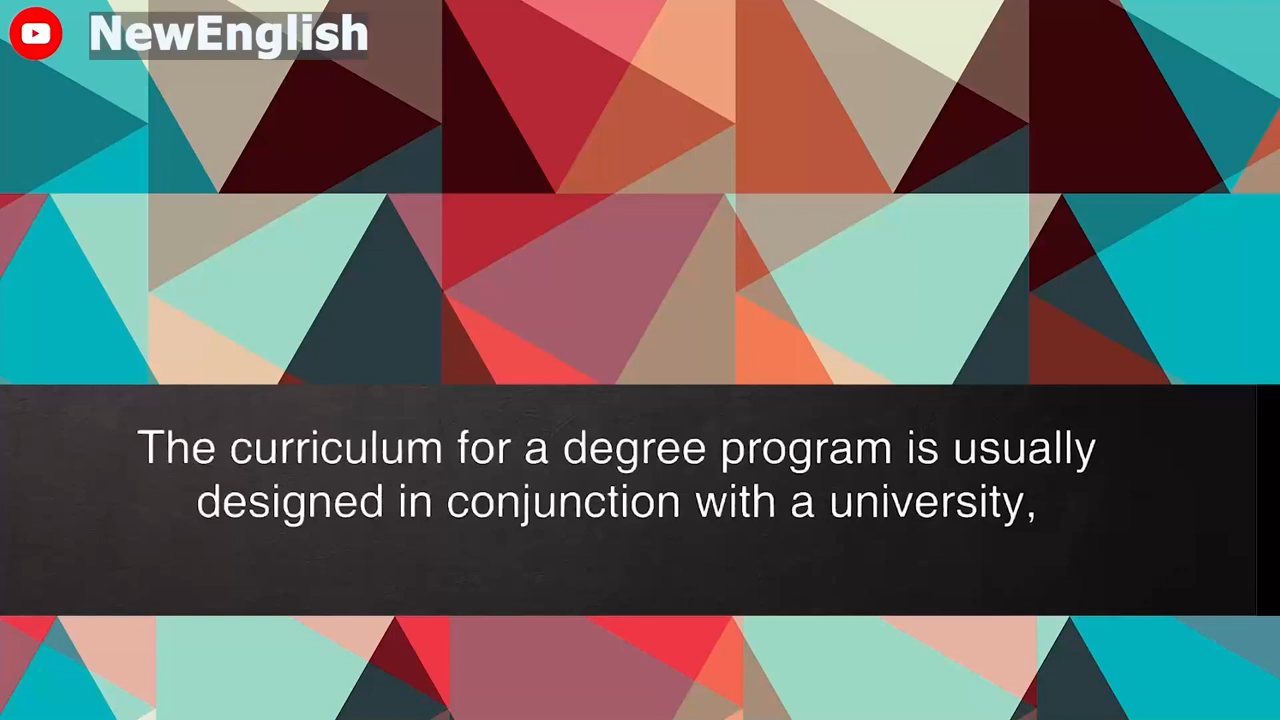 NewEnglish
The curriculum for a degree program is usually
designed in conjunction with a university,